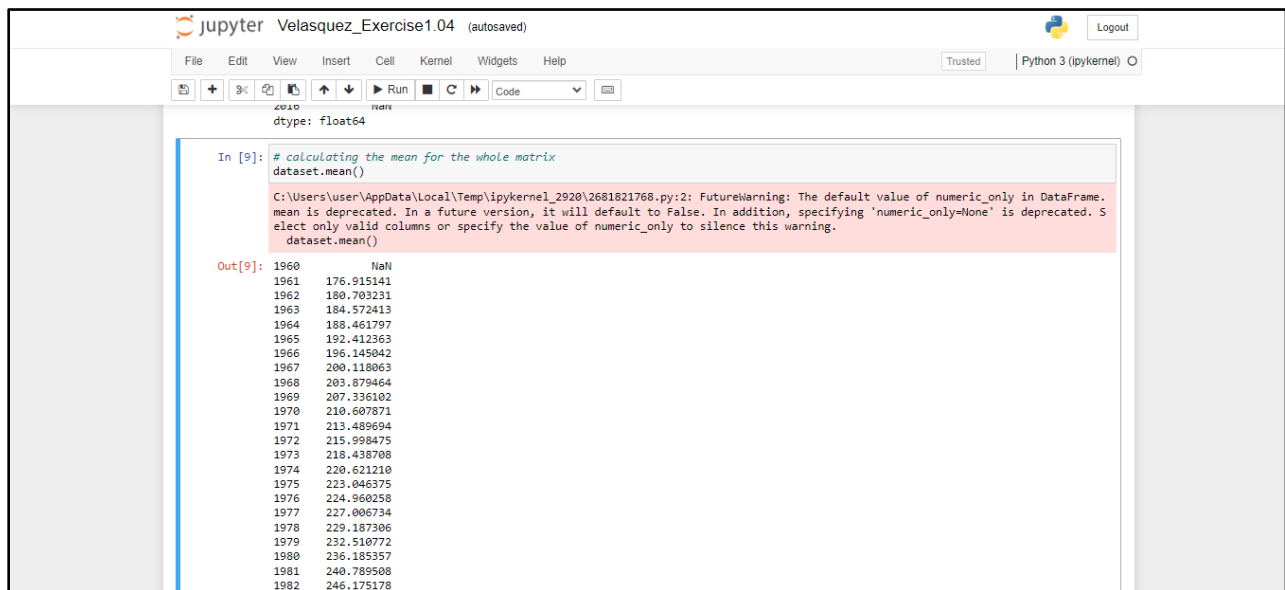 jupyter Velasquez_Exercise1.04 (autosaved)
Logout
File Edit View Insert Cell Kernel Widgets Help
Trusted
Python 3 (ipykernel)
Run
Code
2016 NaN
dtype: float64
In [9]: # calculating the mean for the whole matrix
dataset.mean()
C:\Users\user\AppData\Local\Temp\ipykernel_2920\2681821768.py:2: FutureWarning: The default value of numeric_only in DataFrame.
mean is deprecated. In a future version, it will default to False. In addition, specifying 'numeric_only=None' is deprecated. S
elect only valid columns or specify the value of numeric_only to silence this warning.
dataset.mean()
Out[9]: 1960 NaN
1961 176.915141
1962 180.703231
1963 184.572413
1964 188.461797
1965 192.412363
1966 196.145042
1967 200.118063
1968 203.879464
1969 207.336102
1970 210.607871
1971 213.489694
1972 215.998475
1973 218.438708
1974 220.621210
1975 223.046375
1976 224.960258
1977 227.006734
1978 229.187306
1979 232.510772
1980 236.185357
1981 240.789508
1982 246.175178